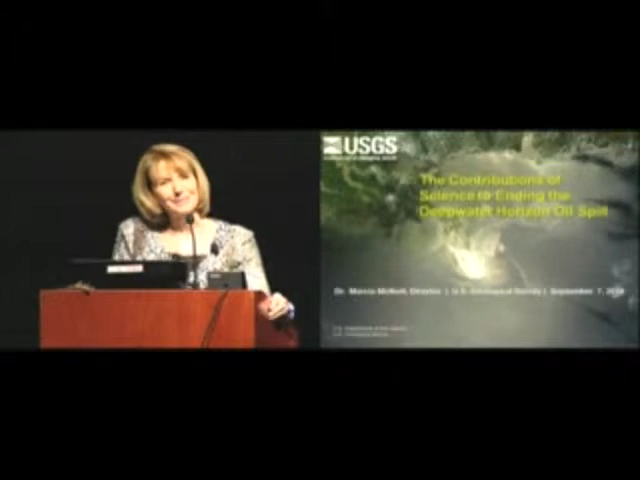 USGS
The Contributions of
Science to Ending the
Deepwater Horizon Oil Spill
Dr. Marcia McNutt, Director | U.S. Geological Survey | September 7, 2010